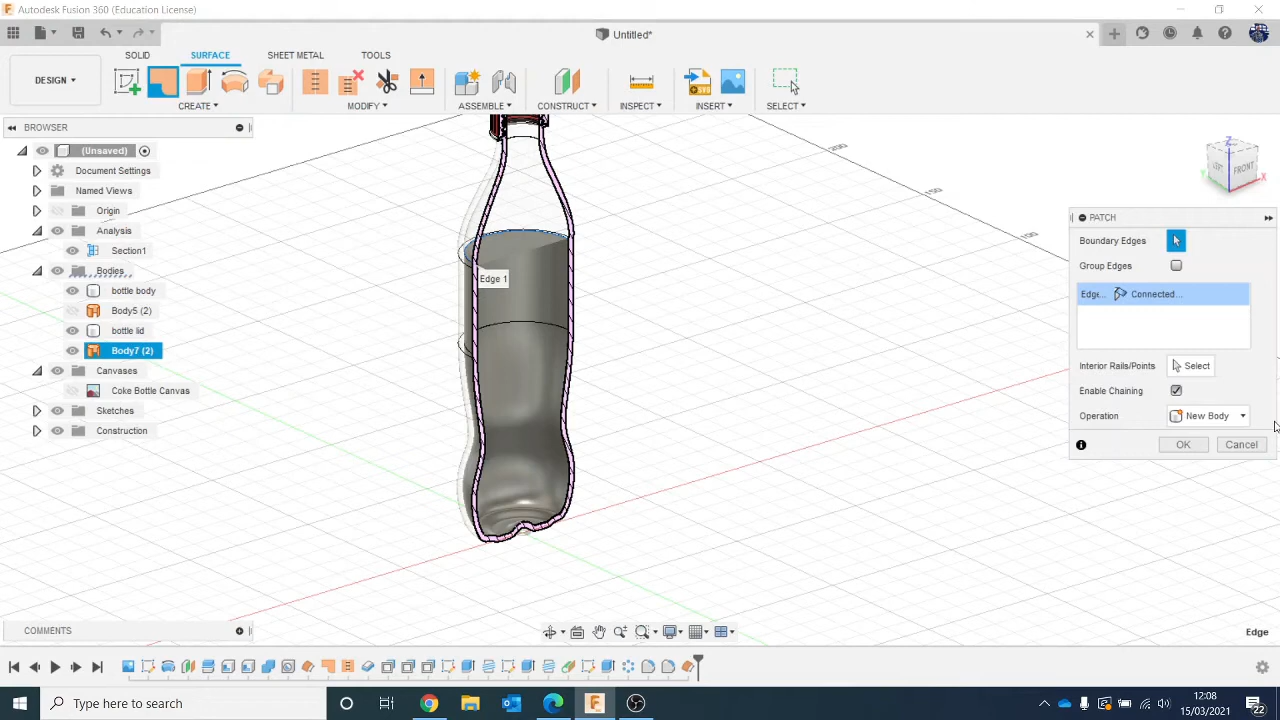 Autodesk Fusion 360 (Education License)
Untitled*
DESIGN
SOLID SURFACE SHEET METAL TOOLS
CREATE MODIFY ASSEMBLE CONSTRUCT INSPECT INSERT SELECT
BROWSER
(Unsaved)
Document Settings
Named Views
Origin
Analysis
Section1
Bodies
bottle body
Body5 (2)
bottle lid
Body7 (2)
Canvases
Coke Bottle Canvas
Sketches
Construction
200
150
100
Edge 1
Z
LEFT
FRONT
X
Y
PATCH
Boundary Edges
Group Edges
Edge... Connected...
Interior Rails/Points Select
Enable Chaining
Operation New Body
OK Cancel
COMMENTS
Edge
Type here to search
12:08
15/03/2021
22